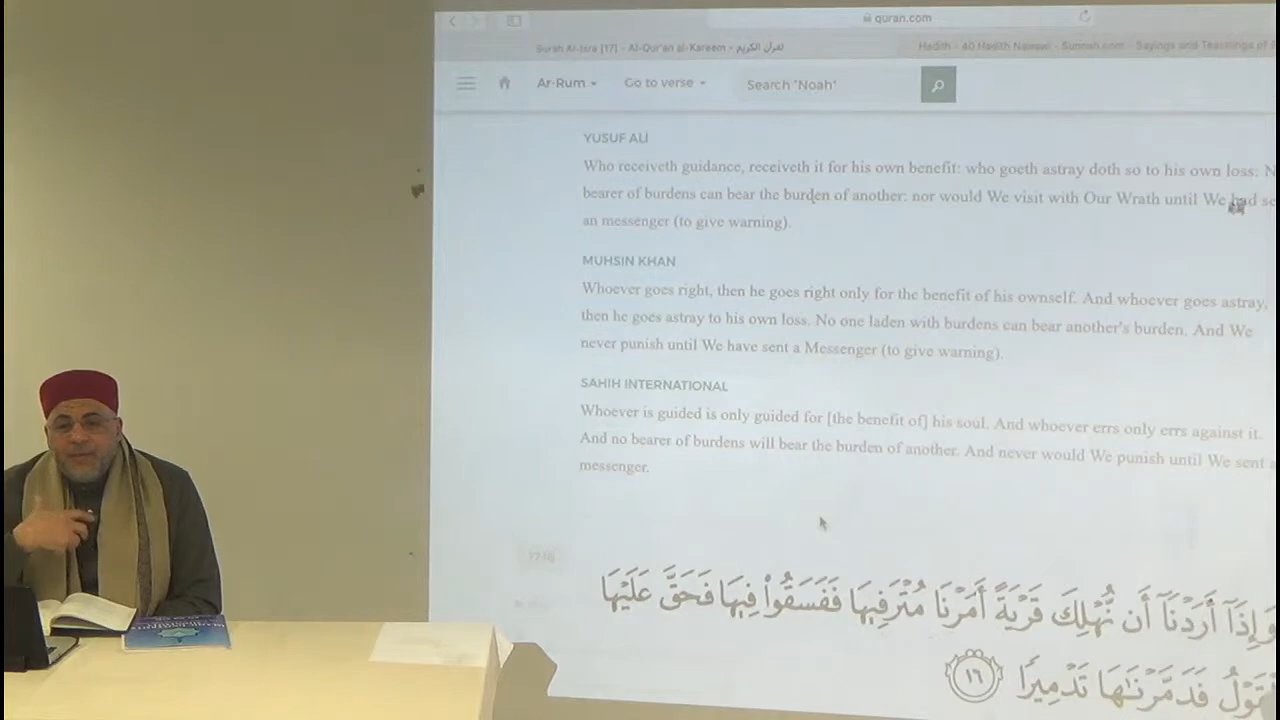 quran.com
Surah Al-Isra [17] - Al-Qur'an al-Kareem - القرآن الكريم
Hadith - 40 Hadith Nawawi - Sunnah.com - Sayings and Teachings of
Ar-Rum
Go to verse
Search "Noah"
YUSUF ALI
Who receiveth guidance, receiveth it for his own benefit: who goeth astray doth so to his own loss: N
bearer of burdens can bear the burden of another: nor would We visit with Our Wrath until We had se
an messenger (to give warning).
MUHSIN KHAN
Whoever goes right, then he goes right only for the benefit of his ownself. And whoever goes astray,
then he goes astray to his own loss. No one laden with burdens can bear another's burden. And We
never punish until We have sent a Messenger (to give warning).
SAHIH INTERNATIONAL
Whoever is guided is only guided for [the benefit of] his soul. And whoever errs only errs against it.
And no bearer of burdens will bear the burden of another. And never would We punish until We sent a
messenger.
17:16
وَإِذَآ أَرَدْنَآ أَن نُّهْلِكَ قَرْيَةً أَمَرْنَا مُتْرَفِيهَا فَفَسَقُوا۟ فِيهَا فَحَقَّ عَلَيْهَا
ٱلْقَوْلُ فَدَمَّرْنَـٰهَا تَدْمِيرًا ١٦